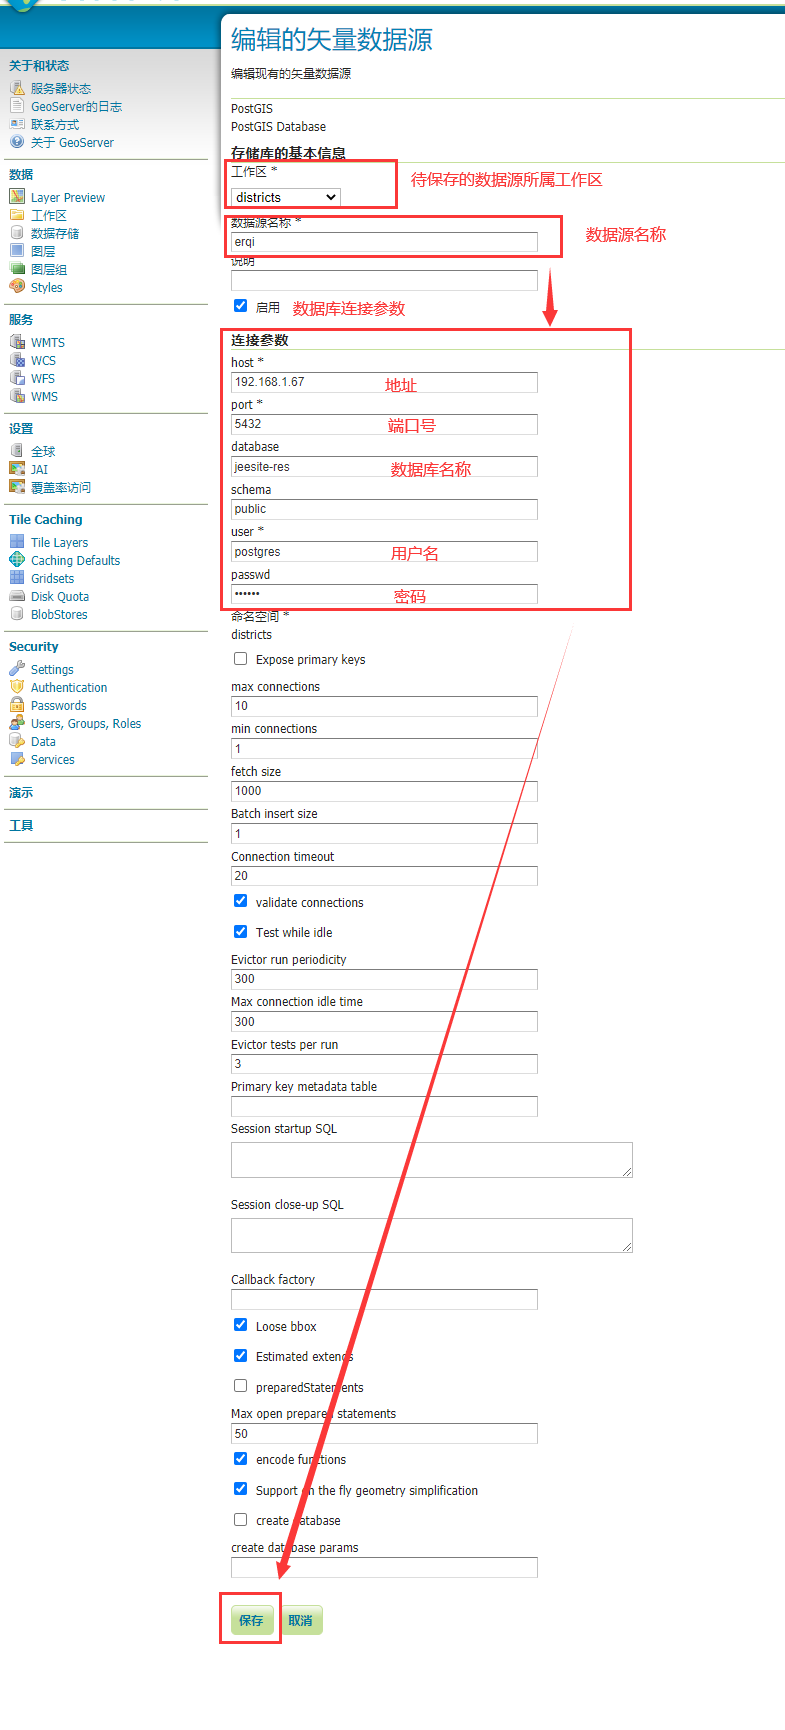 关于和状态
服务器状态
GeoServer的日志
联系方式
关于 GeoServer
数据
Layer Preview
工作区
数据存储
图层
图层组
Styles
服务
WMTS
WCS
WFS
WMS
设置
全球
JAI
覆盖率访问
Tile Caching
Tile Layers
Caching Defaults
Gridsets
Disk Quota
BlobStores
Security
Settings
Authentication
Passwords
Users, Groups, Roles
Data
Services
演示
工具
编辑的矢量数据源
编辑现有的矢量数据源
PostGIS
PostGIS Database
存储库的基本信息
工作区 *
待保存的数据源所属工作区
districts
数据源名称 *
数据源名称
erqi
说明
启用
数据库连接参数
连接参数
host *
192.168.1.67
地址
port *
5432
端口号
database
jeesite-res
数据库名称
schema
public
user *
postgres
用户名
passwd
••••••
密码
命名空间 *
districts
Expose primary keys
max connections
10
min connections
1
fetch size
1000
Batch insert size
1
Connection timeout
20
validate connections
Test while idle
Evictor run periodicity
300
Max connection idle time
300
Evictor tests per run
3
Primary key metadata table
Session startup SQL
Session close-up SQL
Callback factory
Loose bbox
Estimated extends
preparedStatements
Max open prepared statements
50
encode functions
Support on the fly geometry simplification
create database
create database params
保存
取消